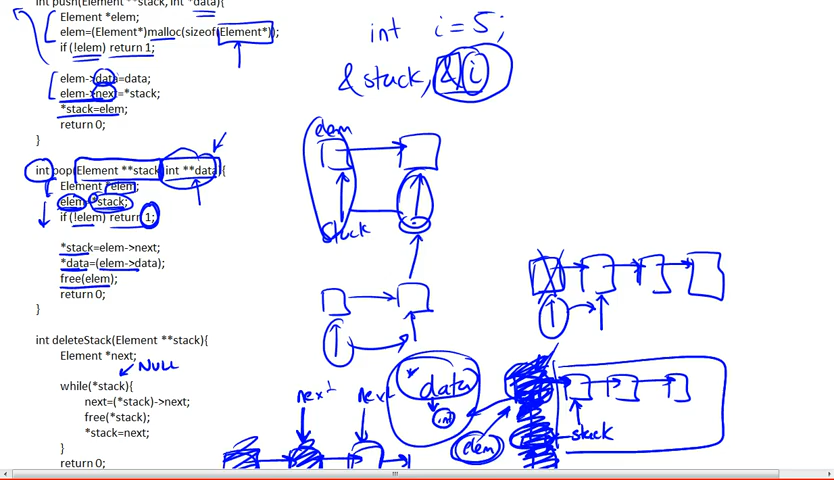 int push(Element **stack, int *data){
Element *elem;
elem=(Element*)malloc(sizeof(Element*));
if (!elem) return 1;
elem->data=data;
elem->next=*stack;
*stack=elem;
return 0;
}
int pop(Element **stack, int **data){
Element *elem;
elem=*stack;
if (!elem) return 1;
*stack=elem->next;
*data=(elem->data);
free(elem);
return 0;
}
int deleteStack(Element **stack){
Element *next;
NULL
while(*stack){
next=(*stack)->next;
free(*stack);
*stack=next;
}
return 0;
int i = 5;
&stack, &i
elem
stack
next
next
* data
int
elem
stack